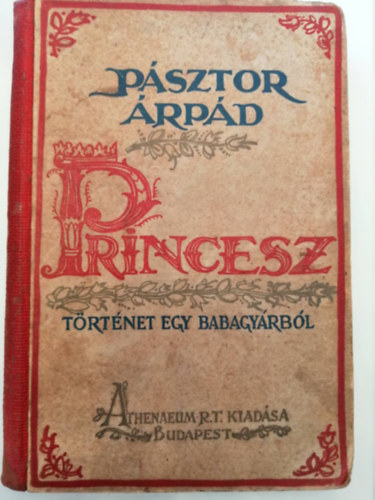 PÁSZTOR
ÁRPÁD
PRINCESZ
TÖRTÉNET EGY BABAGYÁRBÓL
ATHENAEUM R.T. KIADÁSA
BUDAPEST